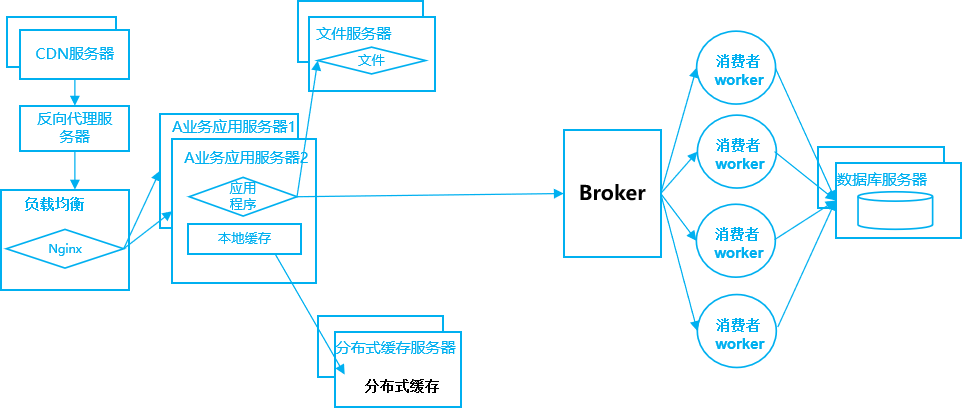 CDN服务器
反向代理服
务器
负载均衡
Nginx
A业务应用服务器1
A业务应用服务器2
应用
程序
本地缓存
文件服务器
文件
分布式缓存服务器
分布式缓存
Broker
消费者
worker
消费者
worker
消费者
worker
消费者
worker
数据库服务器